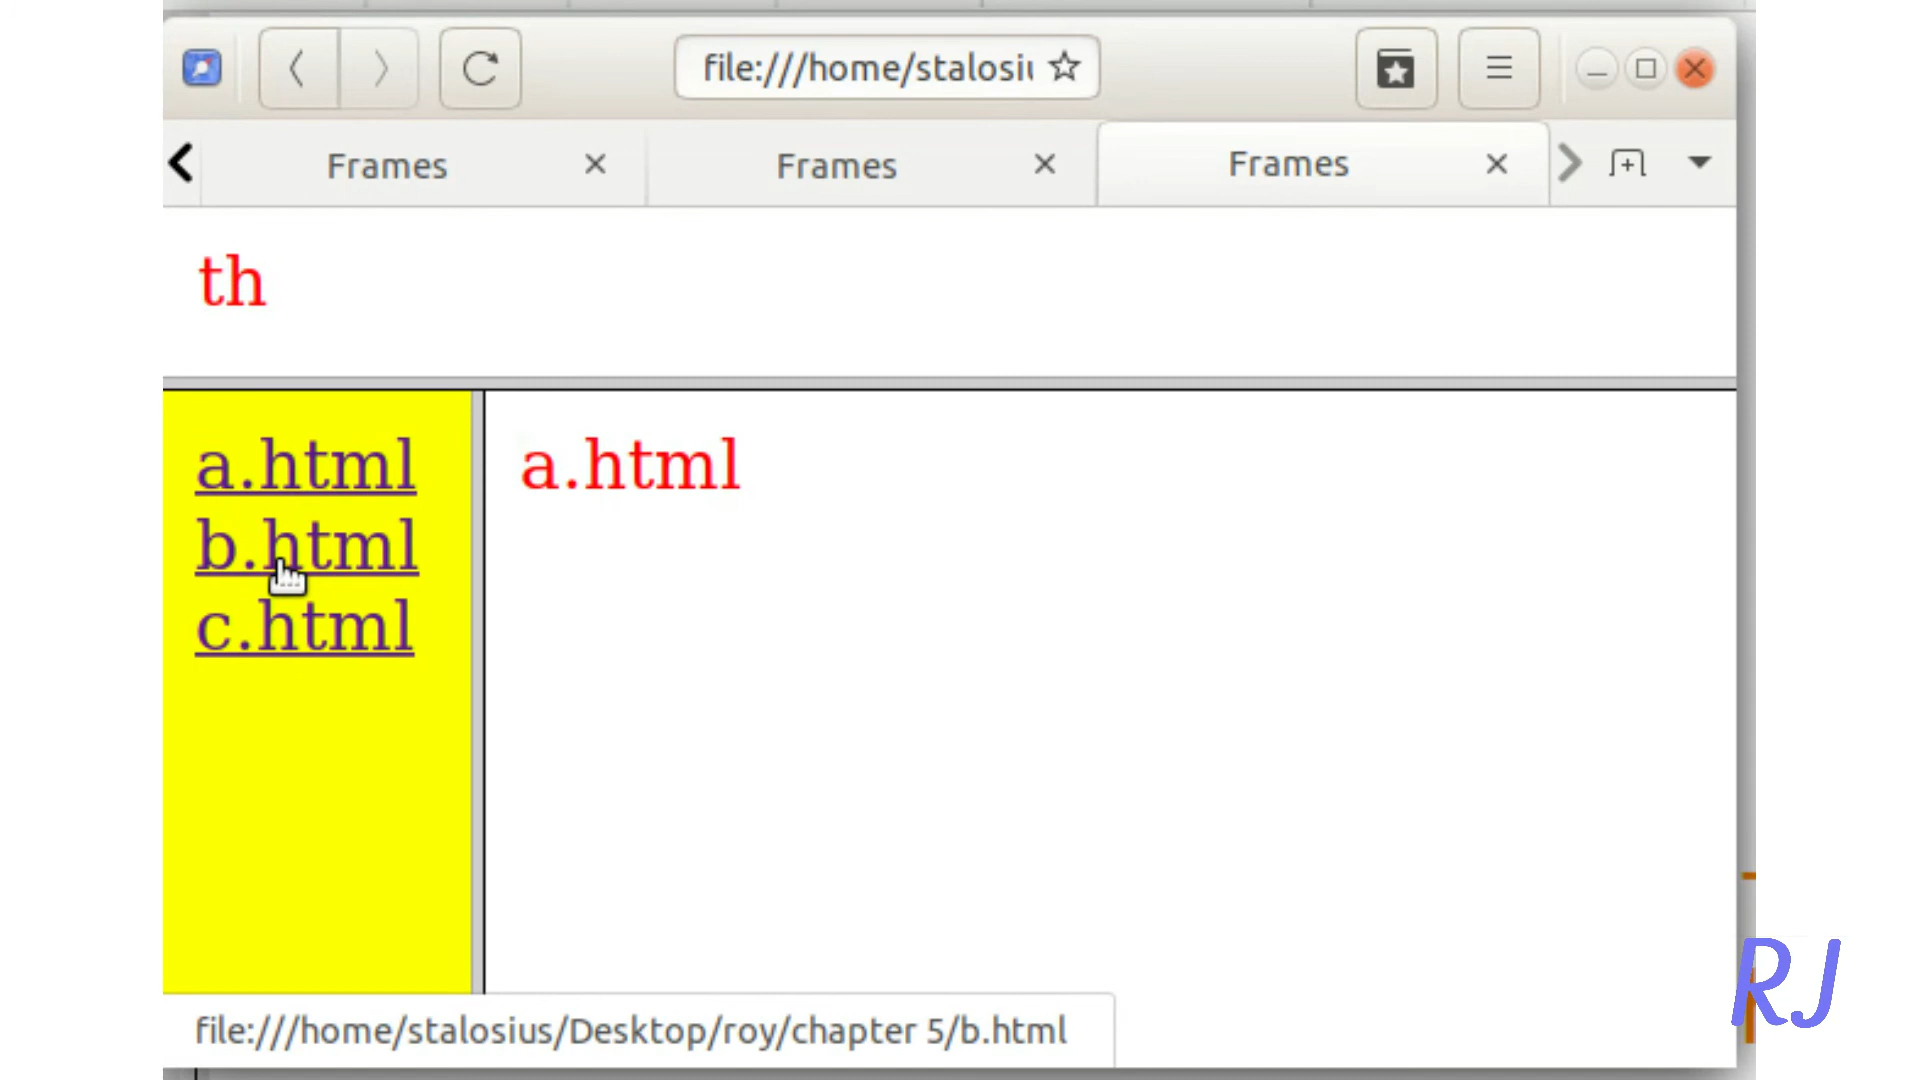 file:///home/stalosiu
Frames
Frames
Frames
th
a.html
b.html
c.html
a.html
file:///home/stalosius/Desktop/roy/chapter 5/b.html
RJ